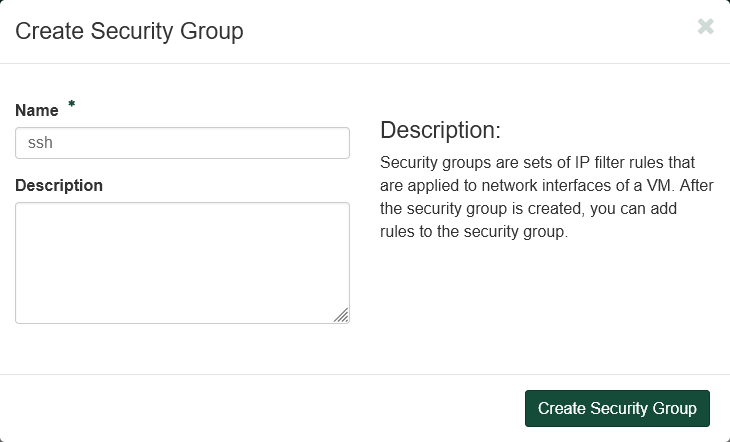 Create Security Group
×
Name *
ssh
Description
Description:
Security groups are sets of IP filter rules that
are applied to network interfaces of a VM. After
the security group is created, you can add
rules to the security group.
Create Security Group